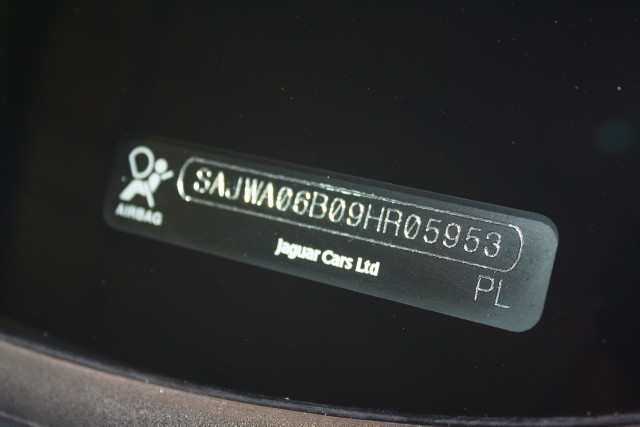 SAJWA06B09HR05953
AIRBAG
Jaguar Cars Ltd
PL